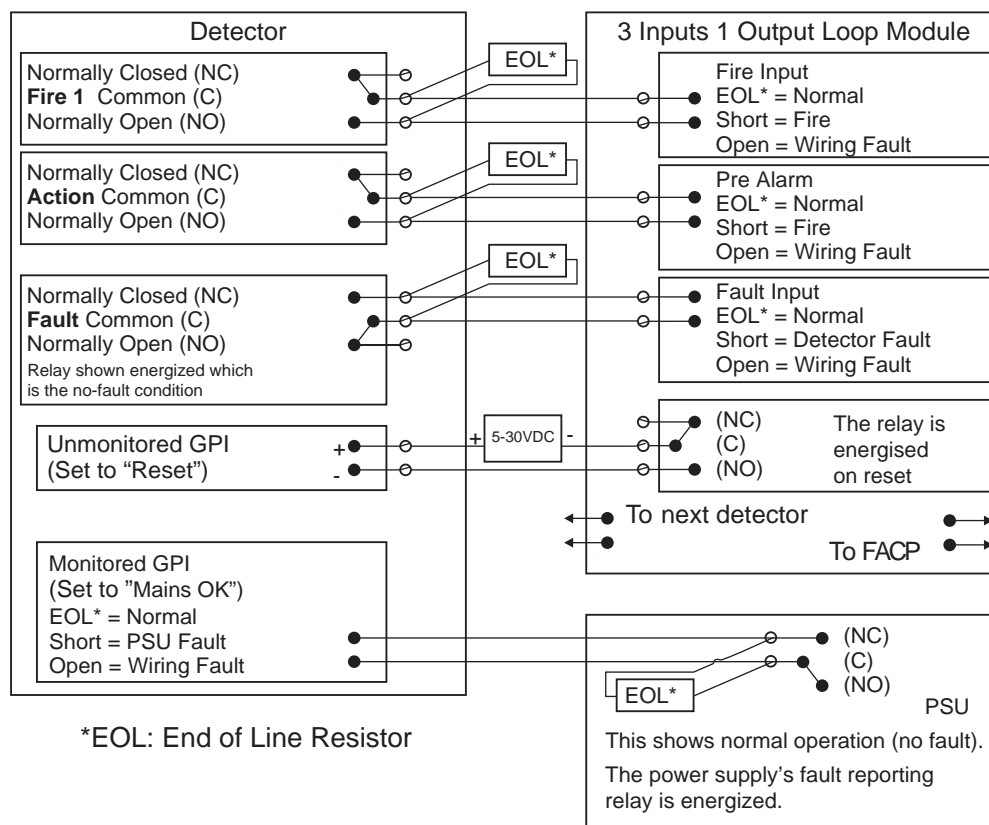 Detector
Normally Closed (NC)
Fire 1 Common (C)
Normally Open (NO)
EOL*
Normally Closed (NC)
Action Common (C)
Normally Open (NO)
EOL*
Normally Closed (NC)
Fault Common (C)
Normally Open (NO)
Relay shown energized which
is the no-fault condition
EOL*
Unmonitored GPI
(Set to “Reset”)
+
-
+ 5-30VDC -
Monitored GPI
(Set to ”Mains OK”)
EOL* = Normal
Short = PSU Fault
Open = Wiring Fault
*EOL: End of Line Resistor
3 Inputs 1 Output Loop Module
Fire Input
EOL* = Normal
Short = Fire
Open = Wiring Fault
Pre Alarm
EOL* = Normal
Short = Fire
Open = Wiring Fault
Fault Input
EOL* = Normal
Short = Detector Fault
Open = Wiring Fault
(NC)
(C)
(NO)
The relay is
energised
on reset
To next detector
To FACP
(NC)
(C)
(NO)
EOL*
PSU
This shows normal operation (no fault).
The power supply’s fault reporting
relay is energized.